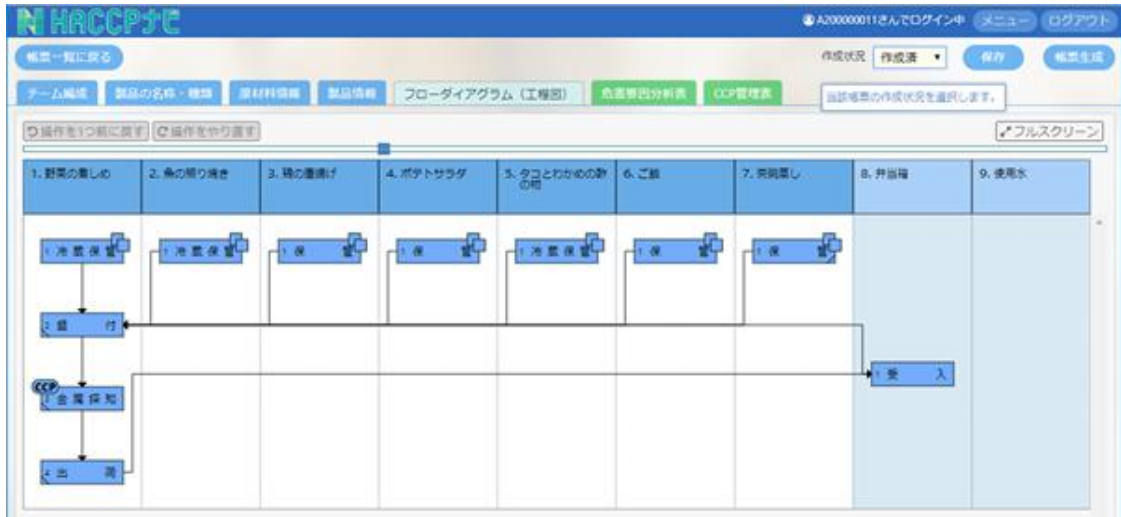 HACCPナビ
A200000011さんでログイン中 メニュー ログアウト
帳票一覧に戻る
作成状況 作成済 保存 帳票生成
チーム編成 製品の名称・種類 原材料情報 製品情報 フローダイアグラム（工程図） 危害要因分析表 CCP管理表
当該帳票の作成状況を選択します。
操作を1つ前に戻す 操作をやり直す フルスクリーン
1. 野菜の煮しめ 2. 魚の照り焼き 3. 鶏の唐揚げ 4. ポテトサラダ 5. タコとわかめの酢の物 6. ご飯 7. 茶碗蒸し 8. 弁当箱 9. 使用水
1 冷蔵保管 1 冷蔵保管 1 保管 1 保管 1 冷蔵保管 1 保管 1 保管
2 盛付
1 受入
CCP
3 金属探知
4 出荷